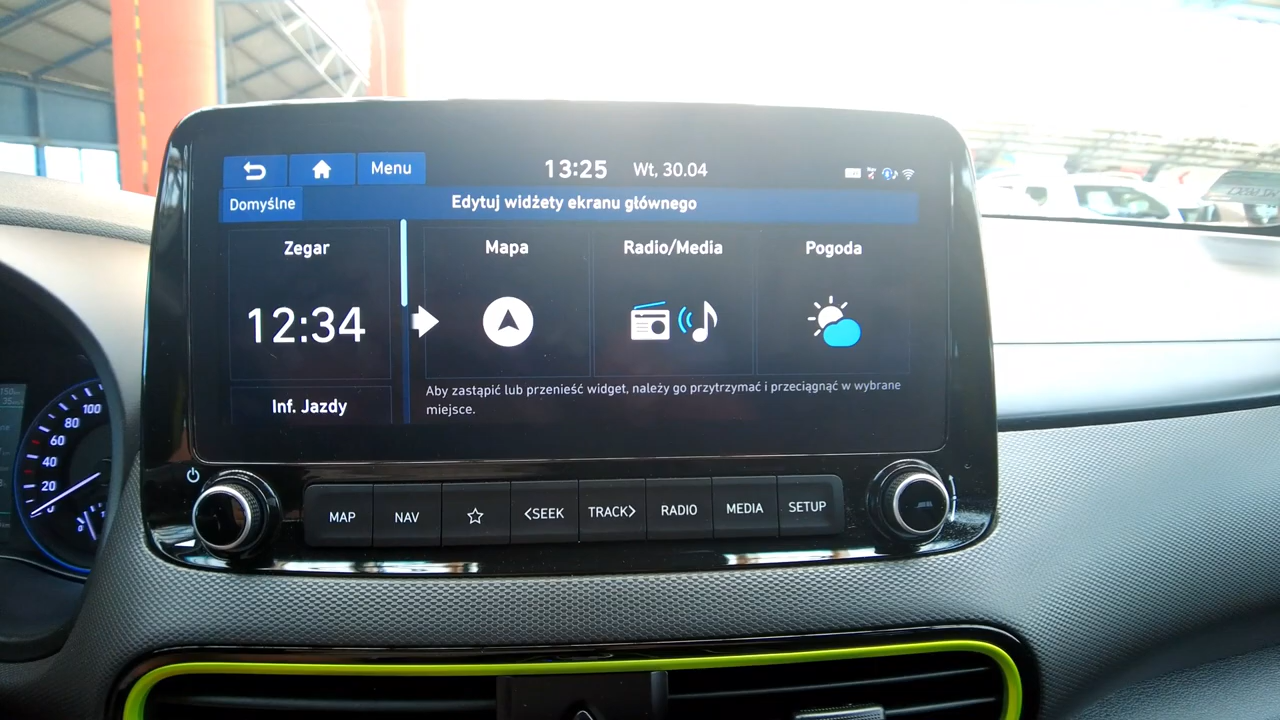 Menu
13:25
Wt, 30.04
Domyślne
Edytuj widżety ekranu głównego
Zegar
Mapa
Radio/Media
Pogoda
12:34
Inf. Jazdy
Aby zastąpić lub przenieść widget, należy go przytrzymać i przeciągnąć w wybrane
miejsce.
MAP
NAV
<SEEK
TRACK>
RADIO
MEDIA
SETUP
100
80
60
40
20
0